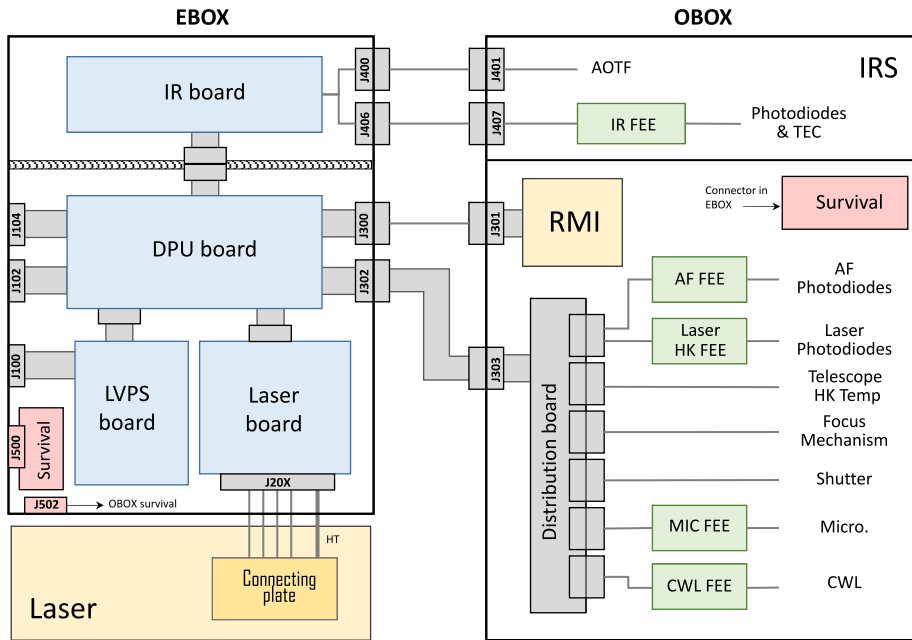 EBOX
OBOX
IR board
J400
J401
AOTF
IRS
J406
J407
IR FEE
Photodiodes
& TEC
J104
DPU board
J300
J301
RMI
Connector in
EBOX
Survival
J102
J302
AF FEE
AF
Photodiodes
J100
LVPS
board
Laser
board
J303
Distribution board
Laser
HK FEE
Laser
Photodiodes
Telescope
HK Temp
Focus
Mechanism
J500
Survival
J20X
Shutter
J502
OBOX survival
HT
MIC FEE
Micro.
Connecting
plate
Laser
CWL FEE
CWL